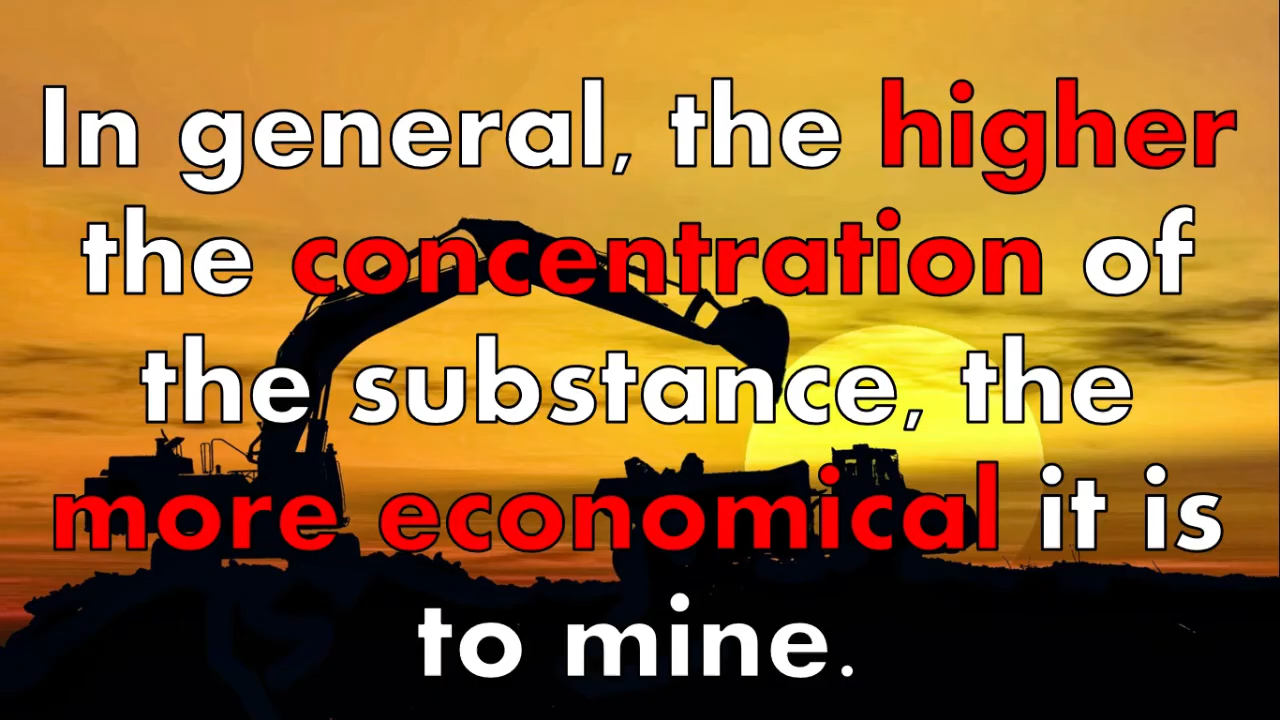 In general, the higher
the concentration of
the substance, the
more economical it is
to mine.